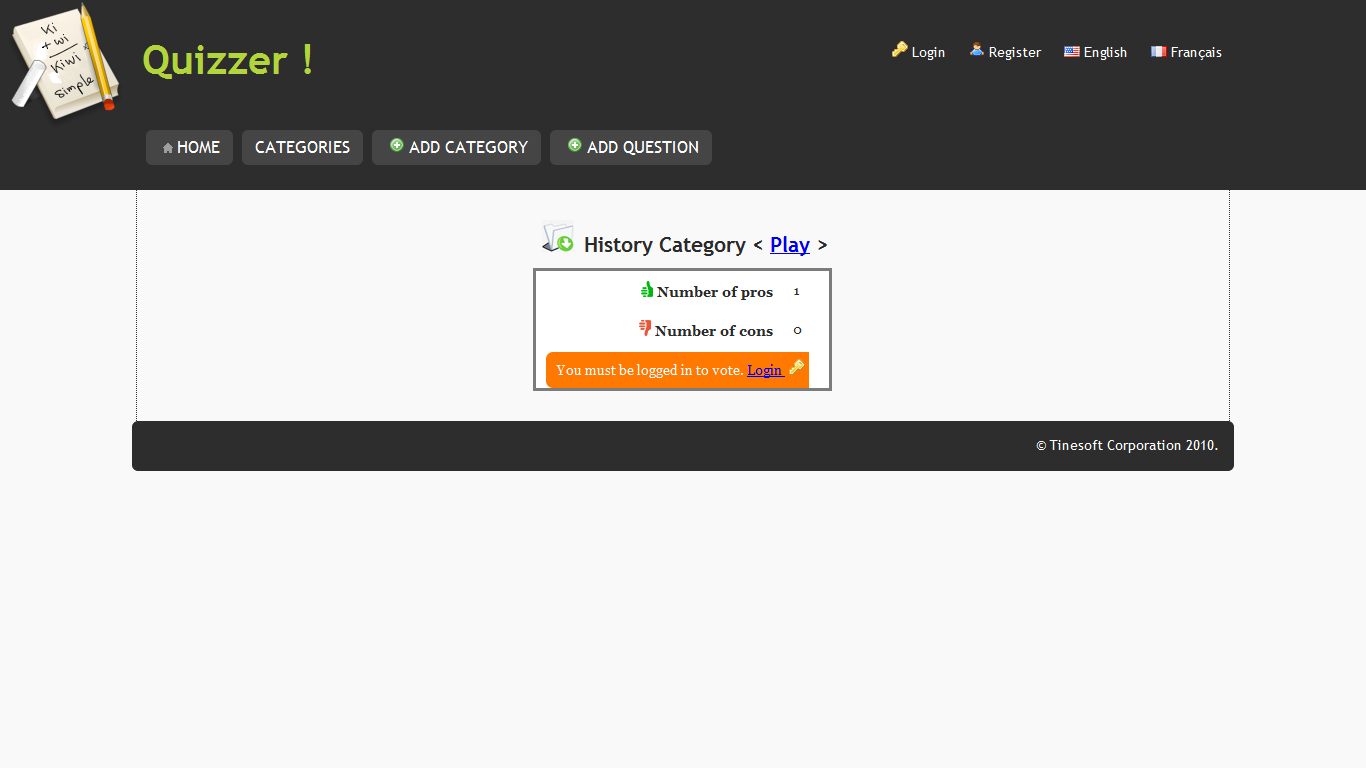 Ki
+ wi
Kiwi
simple
Quizzer !
Login
Register
English
Français
HOME
CATEGORIES
ADD CATEGORY
ADD QUESTION
History Category < Play >
Number of pros 1
Number of cons 0
You must be logged in to vote. Login
© Tinesoft Corporation 2010.